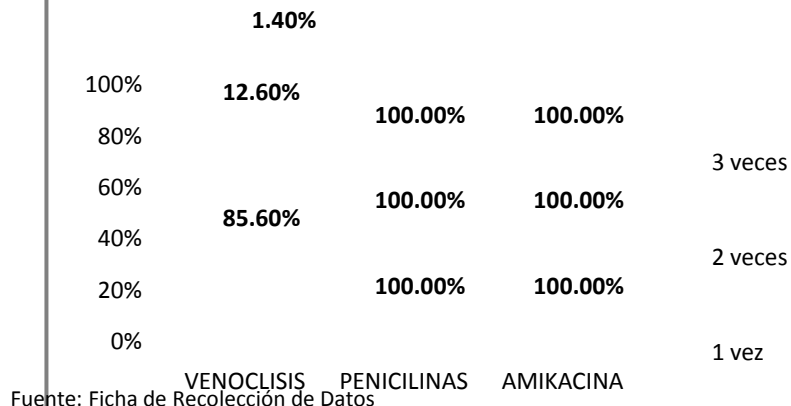 1.40%
100%
12.60%
100.00% 100.00%
80%
3 veces
60%
100.00% 100.00%
85.60%
40%
2 veces
20%
100.00% 100.00%
0%
1 vez
VENOCLISIS PENICILINAS AMIKACINA
Fuente: Ficha de Recolección de Datos